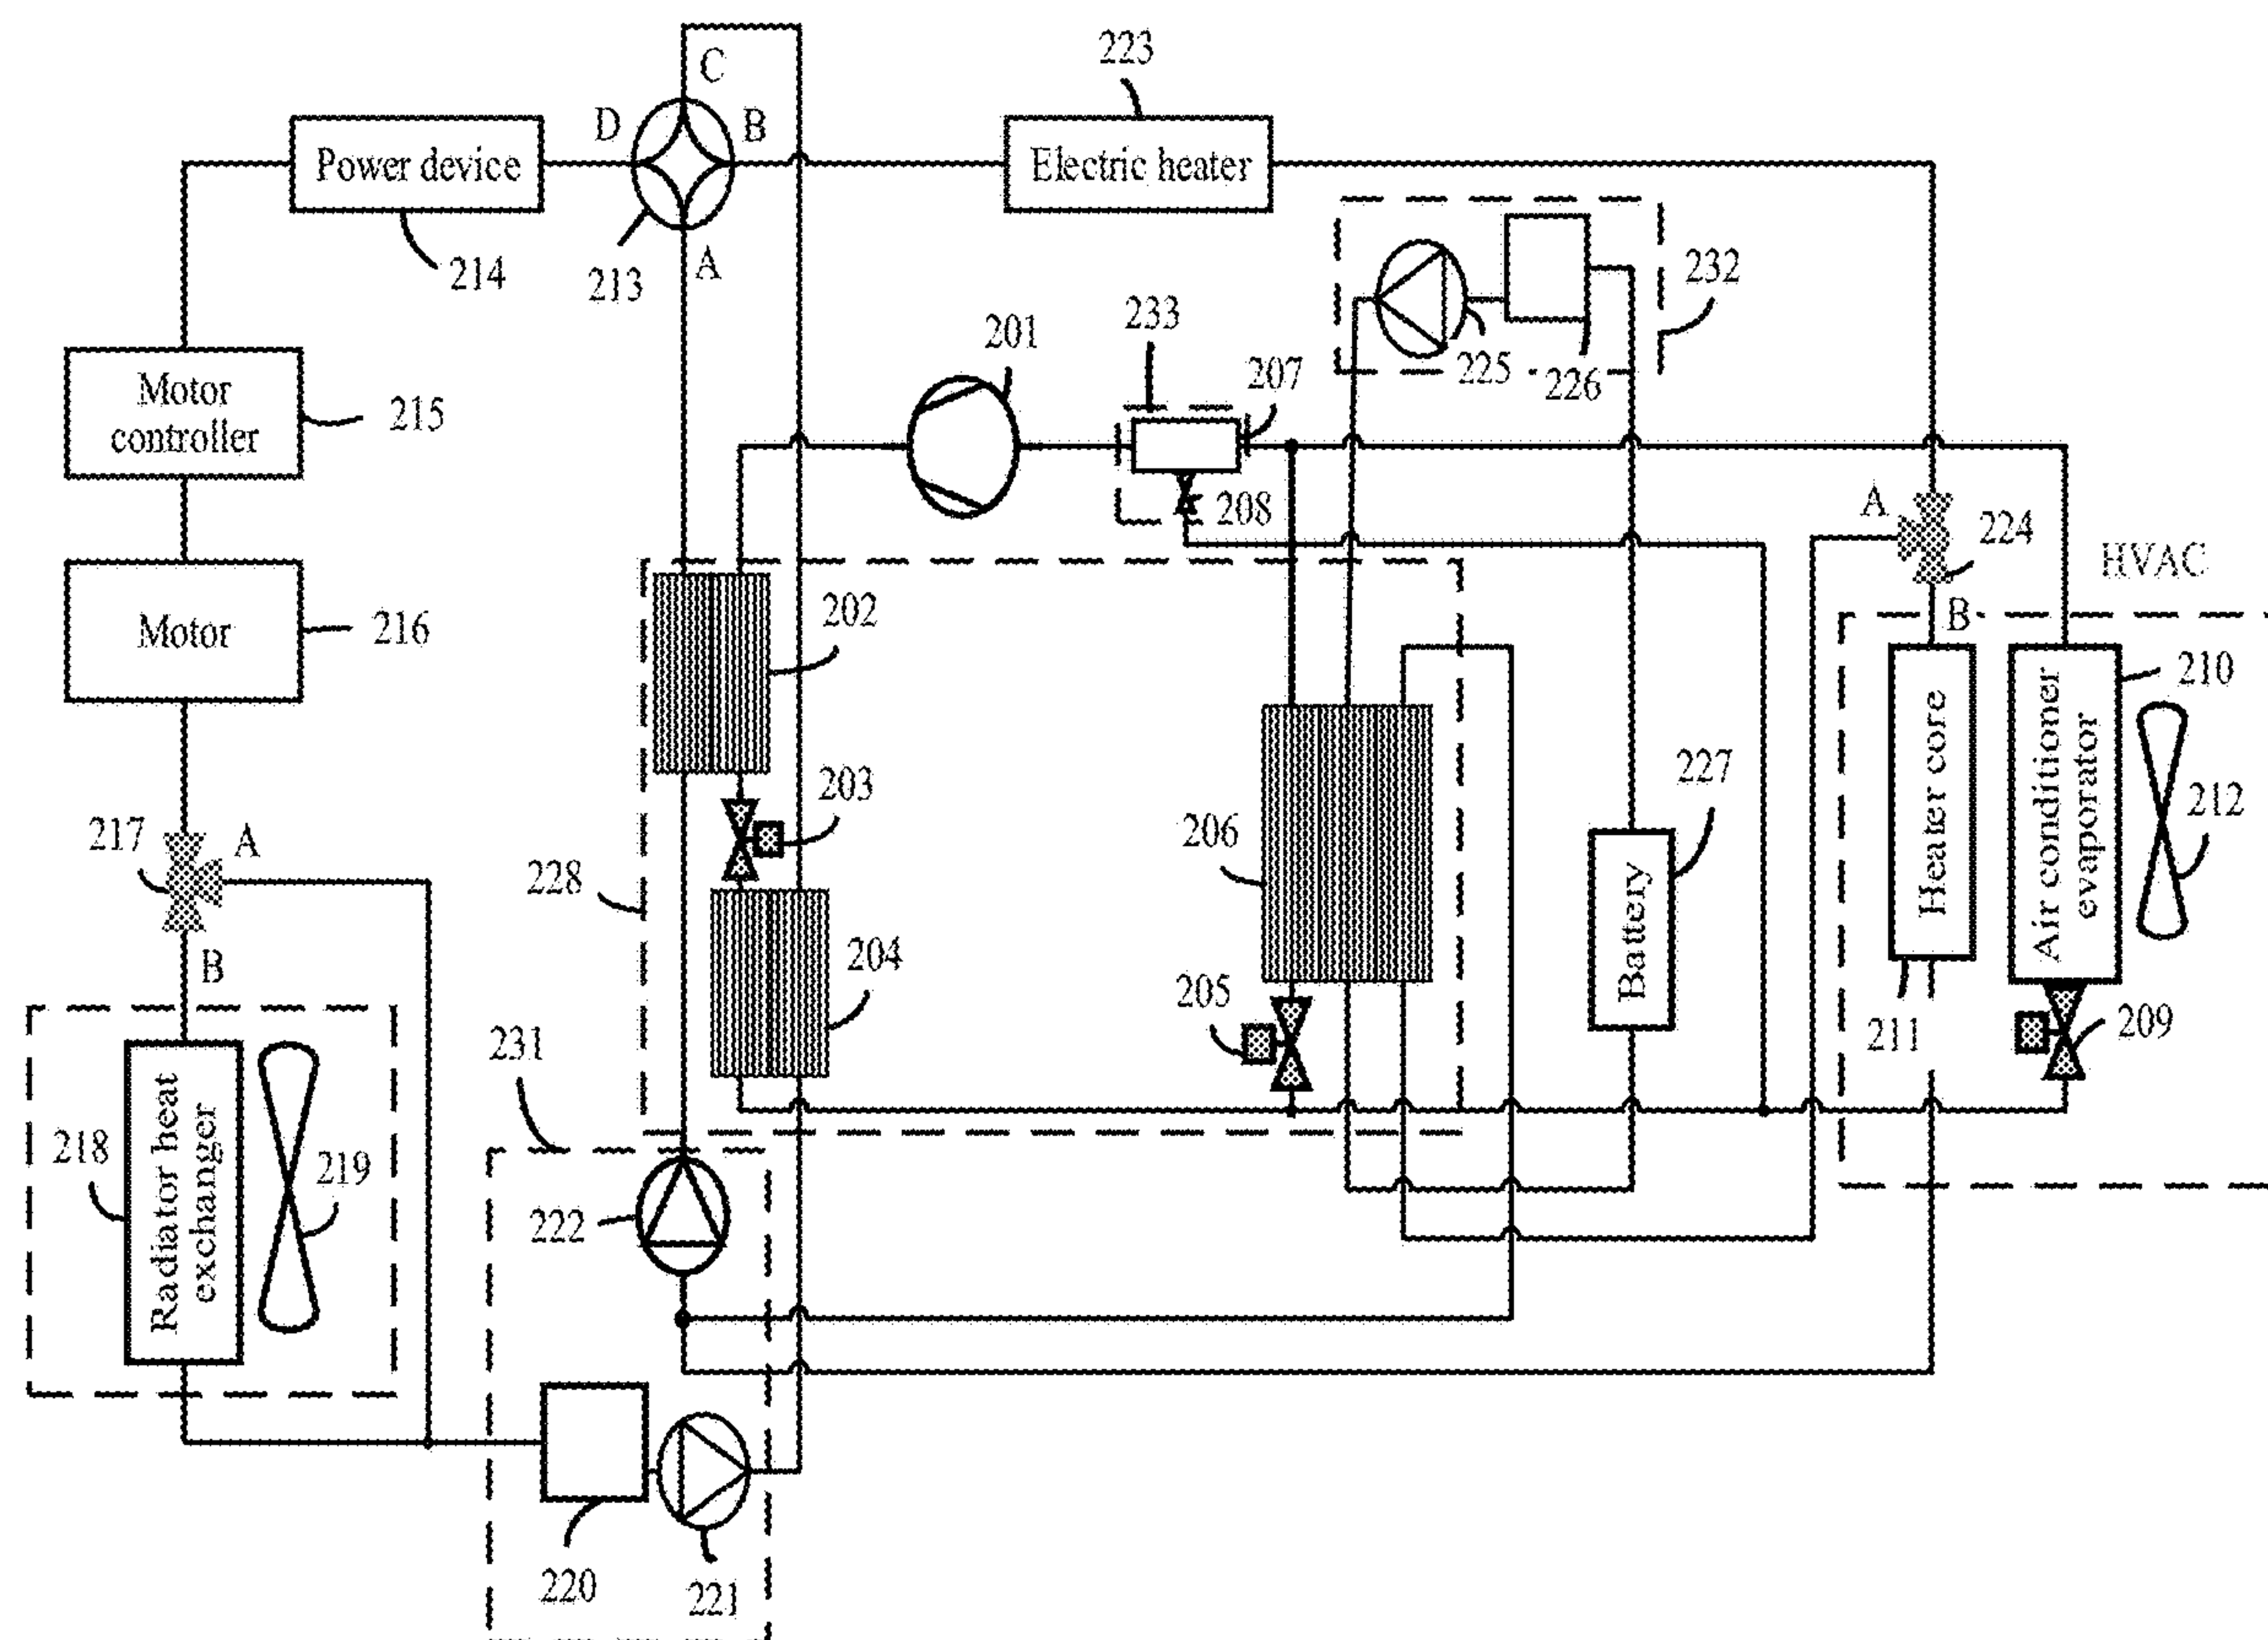 C
223
D
B
Power device
Electric heater
214
213
A
232
233
201
207
225
226
Motor
controller
215
208
A
224
HVAC
B
202
Motor
216
210
Heater core
Air conditioner
evaporator
227
203
206
212
217
A
228
Battery
B
204
205
211
209
231
218
Radiator heat
exchanger
219
222
220
221